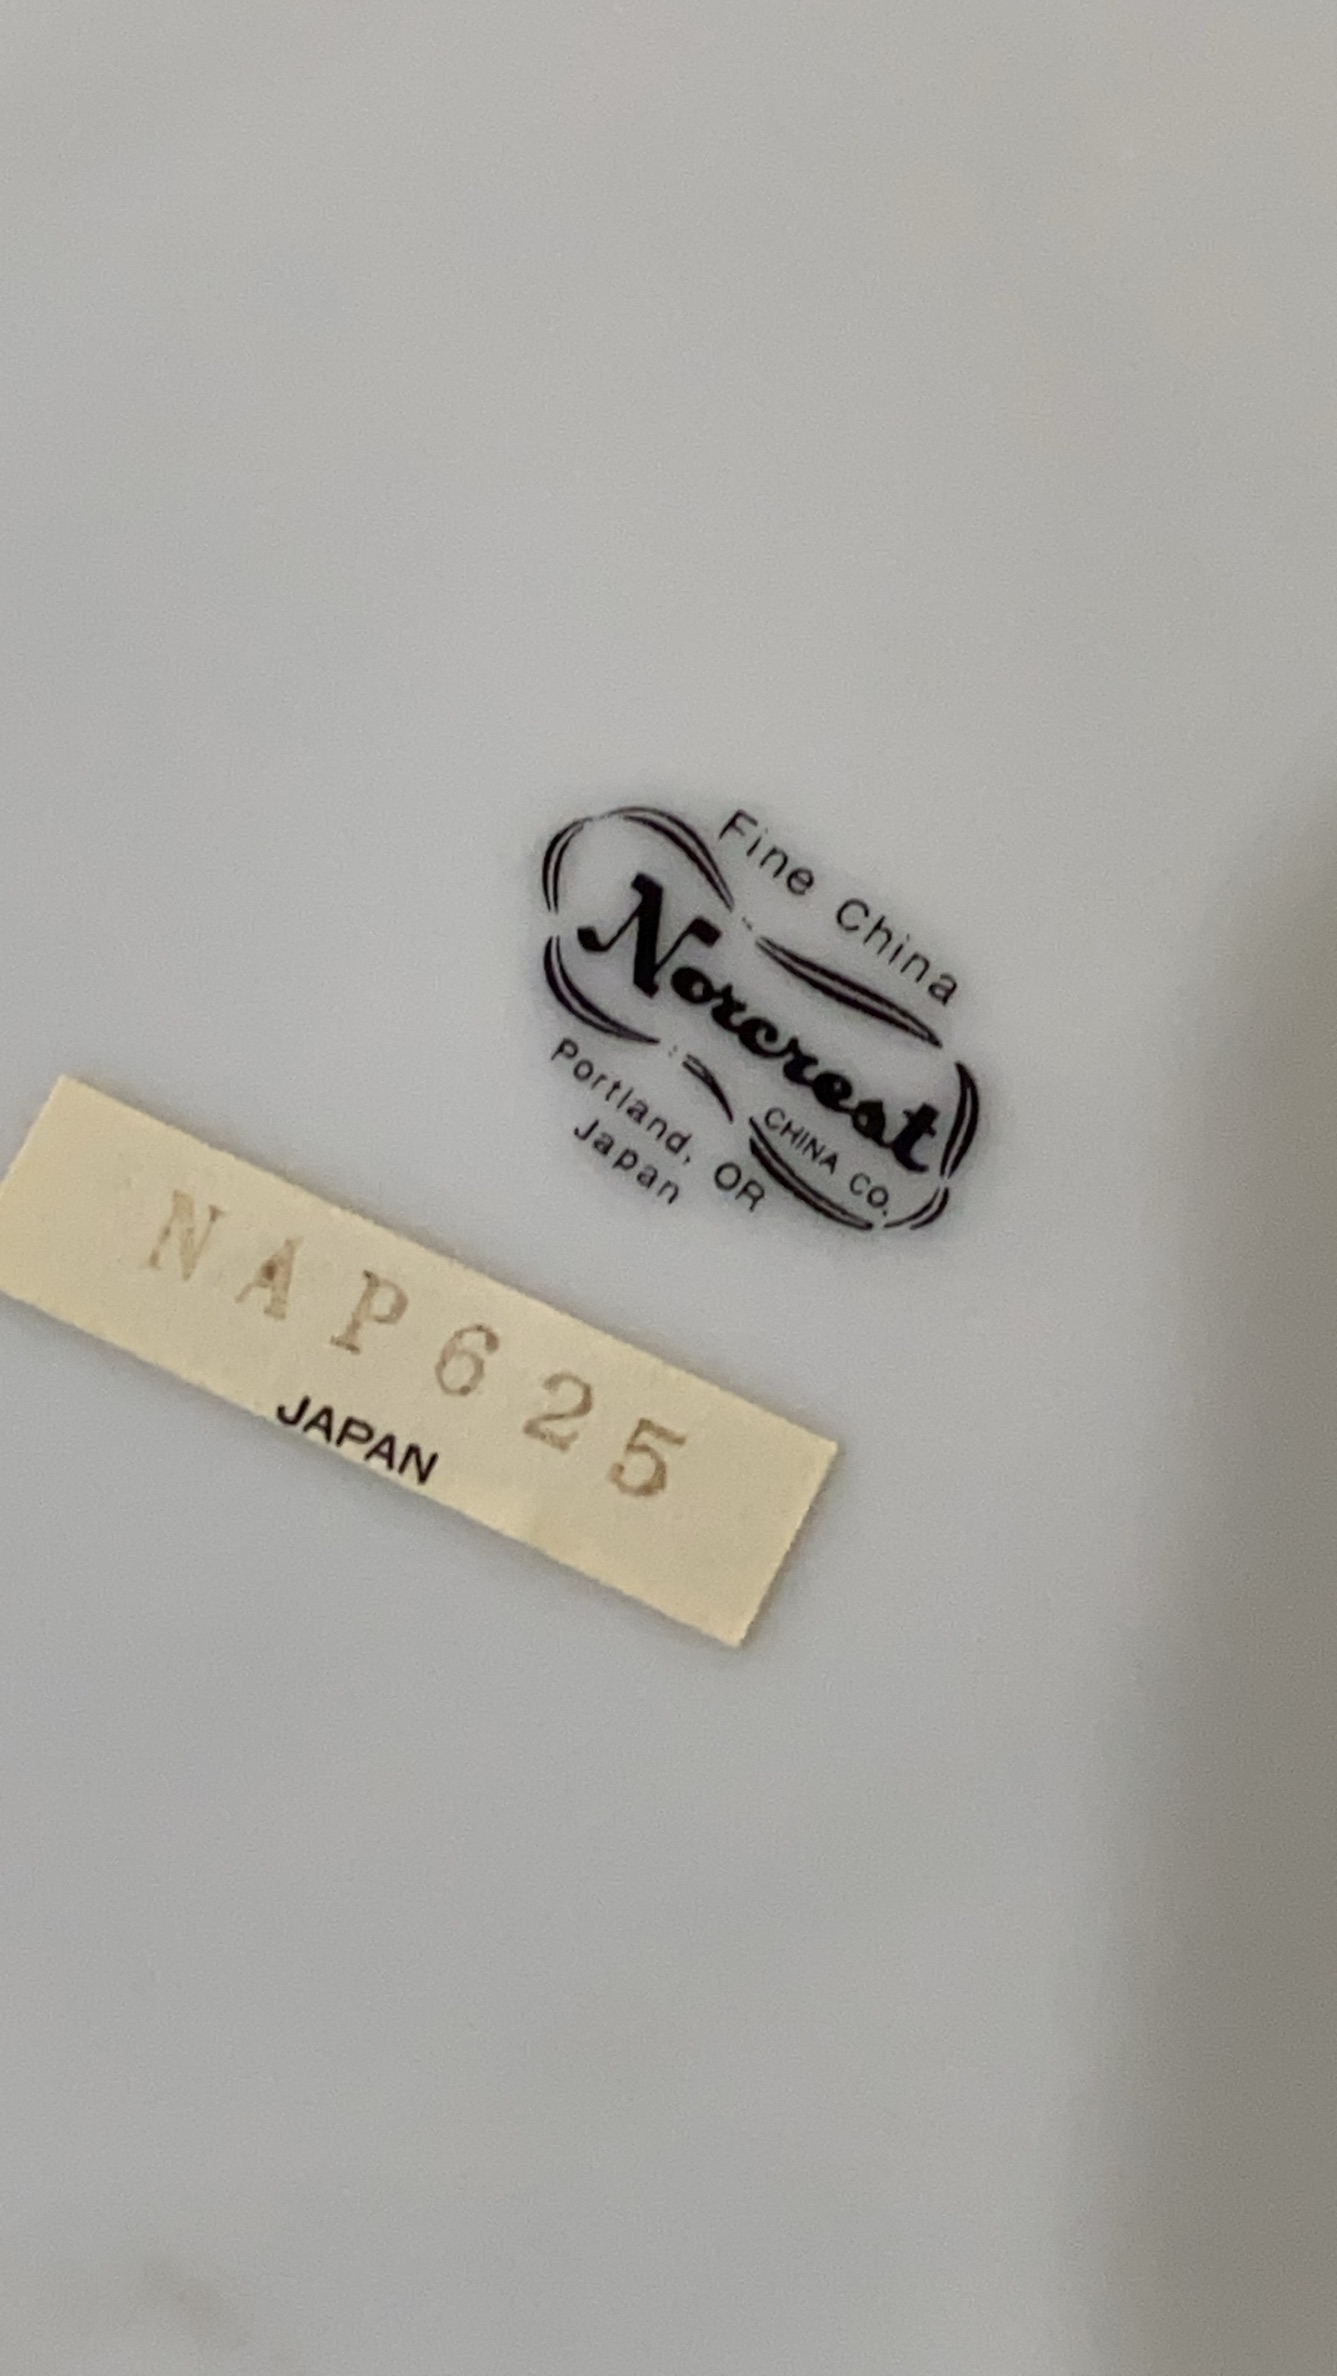 Fine China
Norcrest
CHINA CO.
Portland, OR
Japan
NAP625
JAPAN